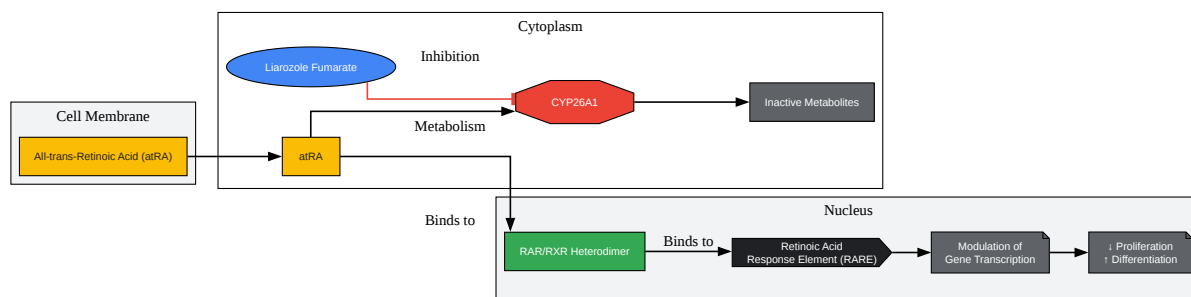 Cytoplasm
Liarozole Fumarate
Inhibition
CYP26A1
Inactive Metabolites
Cell Membrane
Metabolism
All-trans-Retinoic Acid (atRA)
atRA
Nucleus
Binds to
RAR/RXR Heterodimer
Binds to
Retinoic Acid
Response Element (RARE)
Modulation of
Gene Transcription
↓ Proliferation
↑ Differentiation